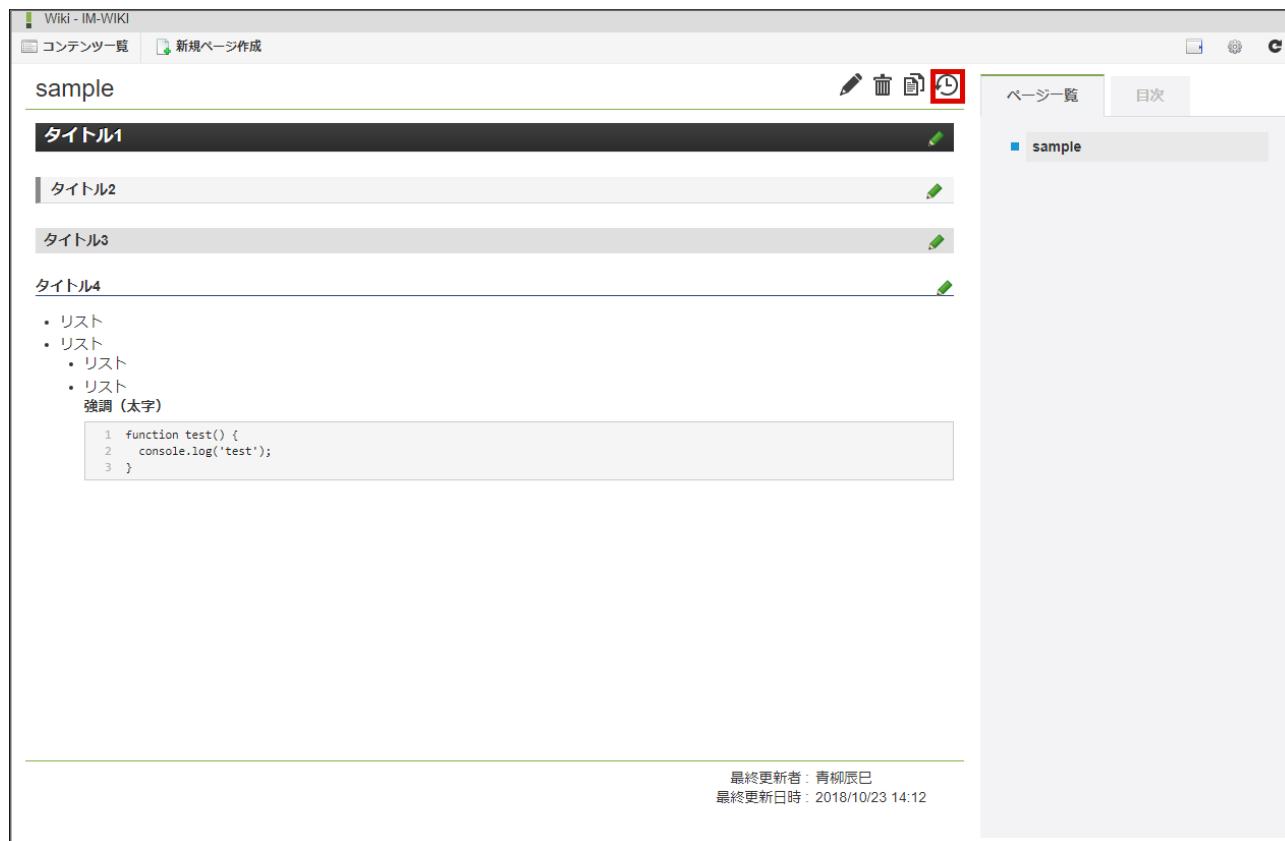 Wiki - IM-WIKI
コンテンツ一覧 新規ページ作成
sample
ページ一覧 目次
タイトル1
sample
タイトル2
タイトル3
タイトル4
• リスト
• リスト
• リスト
• リスト
強調（太字）
1 function test() {
2 console.log('test');
3 }
最終更新者 : 青柳辰巳
最終更新日時 : 2018/10/23 14:12